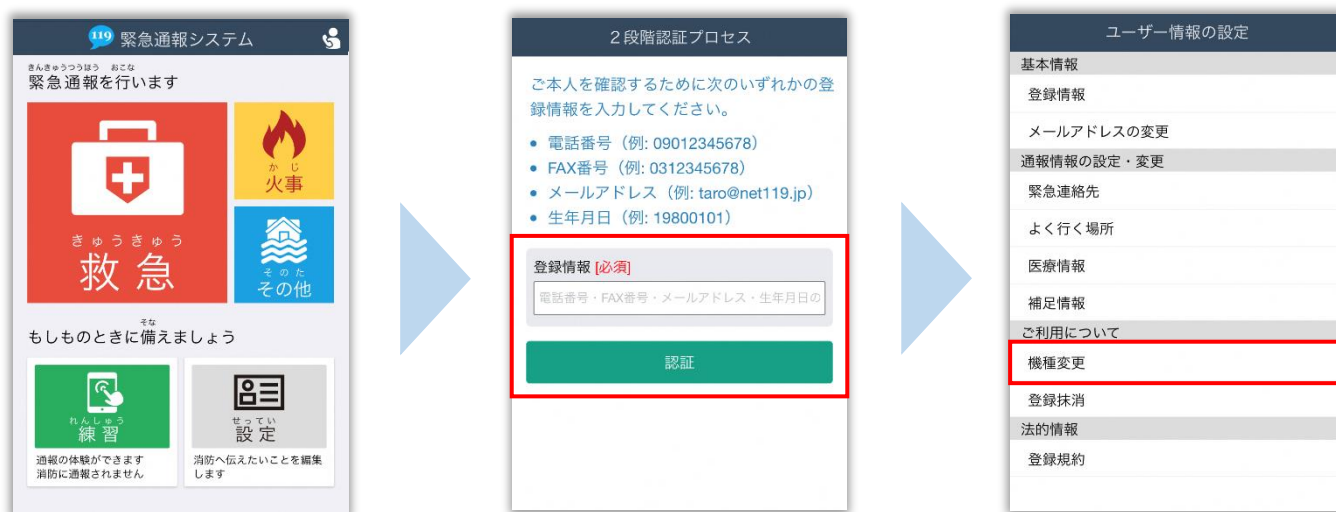 119 緊急通報システム
きんきゅうつうほう おこな
緊急通報を行います
きゅうきゅう
救急
かじ
火事
そのた
その他
そな
もしものときに備えましょう
れんしゅう
練習
通報の体験ができます
消防に通報されません
せってい
設定
消防へ伝えたいことを編集
します
２段階認証プロセス
ご本人を確認するために次のいずれかの登
録情報を入力してください。
• 電話番号（例: 09012345678）
• FAX番号（例: 0312345678）
• メールアドレス（例: taro@net119.jp）
• 生年月日（例: 19800101）
登録情報 [必須]
電話番号・FAX番号・メールアドレス・生年月日の
認証
ユーザー情報の設定
基本情報
登録情報
メールアドレスの変更
通報情報の設定・変更
緊急連絡先
よく行く場所
医療情報
補足情報
ご利用について
機種変更
登録抹消
法的情報
登録規約